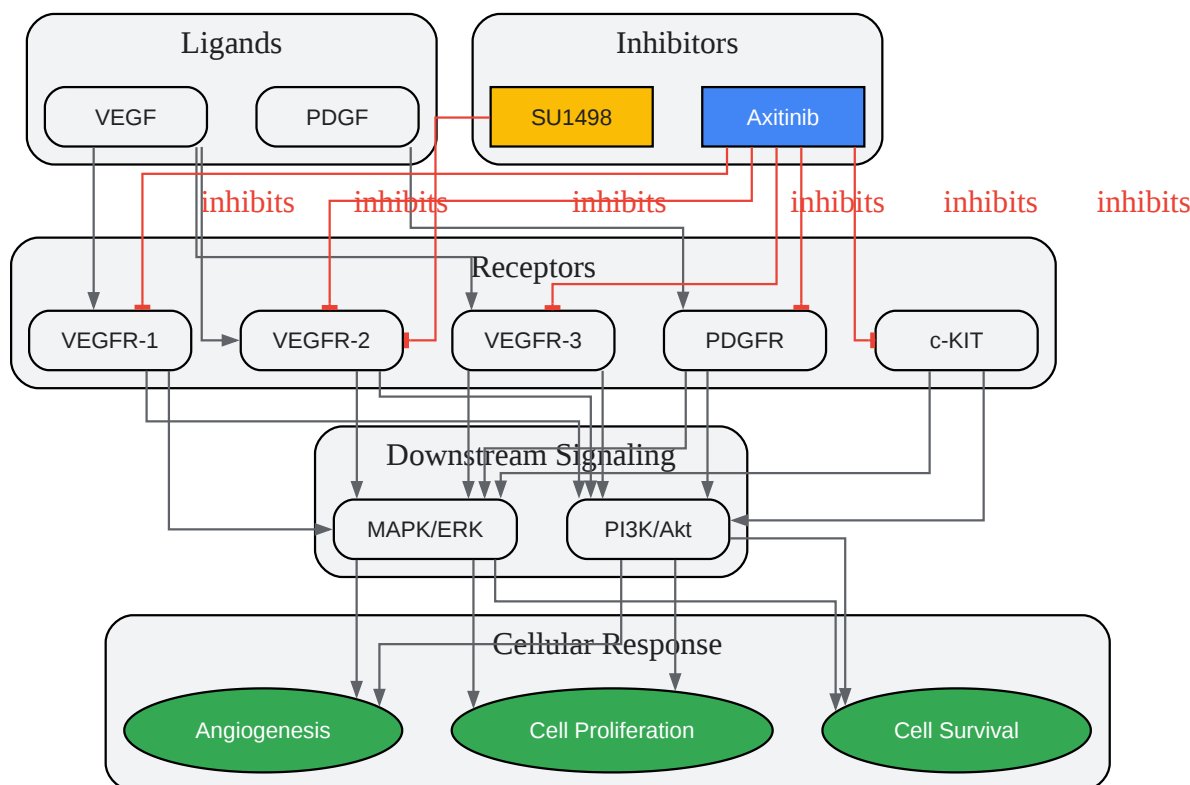 Ligands
Inhibitors
VEGF
PDGF
SU1498
Axitinib
inhibits
inhibits
inhibits
inhibits
inhibits
inhibits
Receptors
VEGFR-1
VEGFR-2
VEGFR-3
PDGFR
c-KIT
Downstream Signaling
MAPK/ERK
PI3K/Akt
Cellular Response
Angiogenesis
Cell Proliferation
Cell Survival